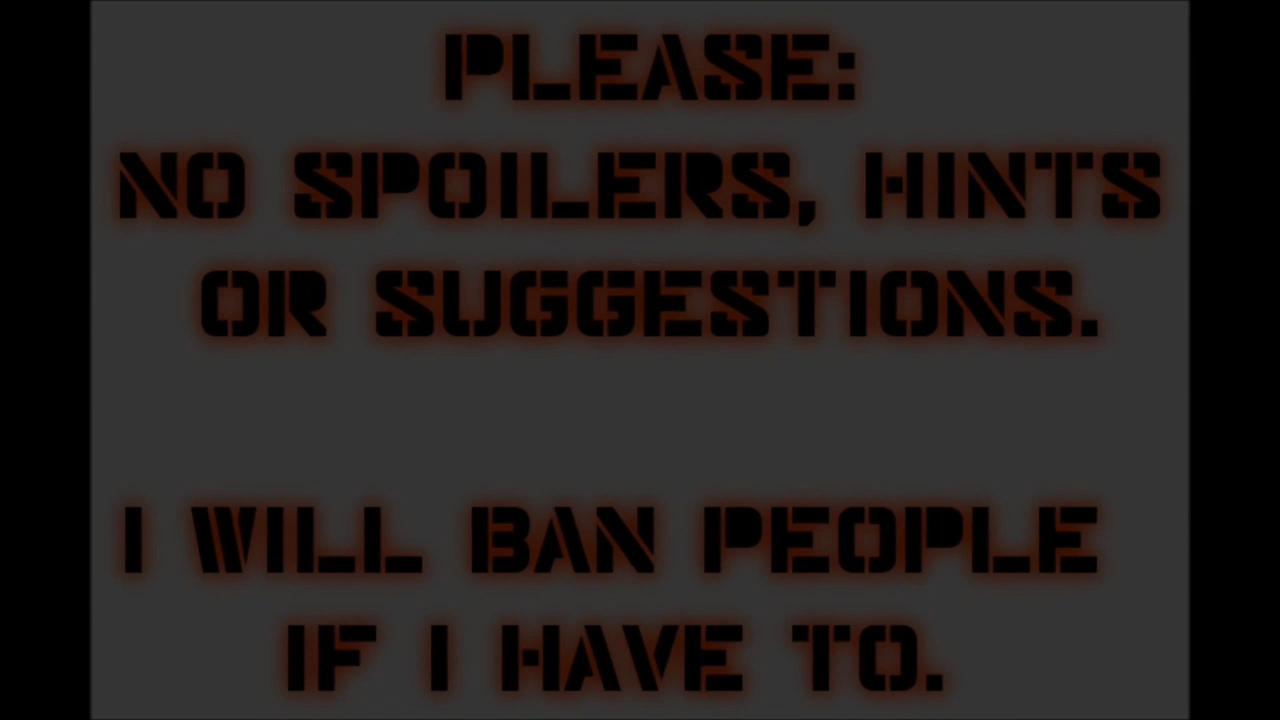 PLEASE:
NO SPOILERS, HINTS
OR SUGGESTIONS.
I WILL BAN PEOPLE
IF I HAVE TO.